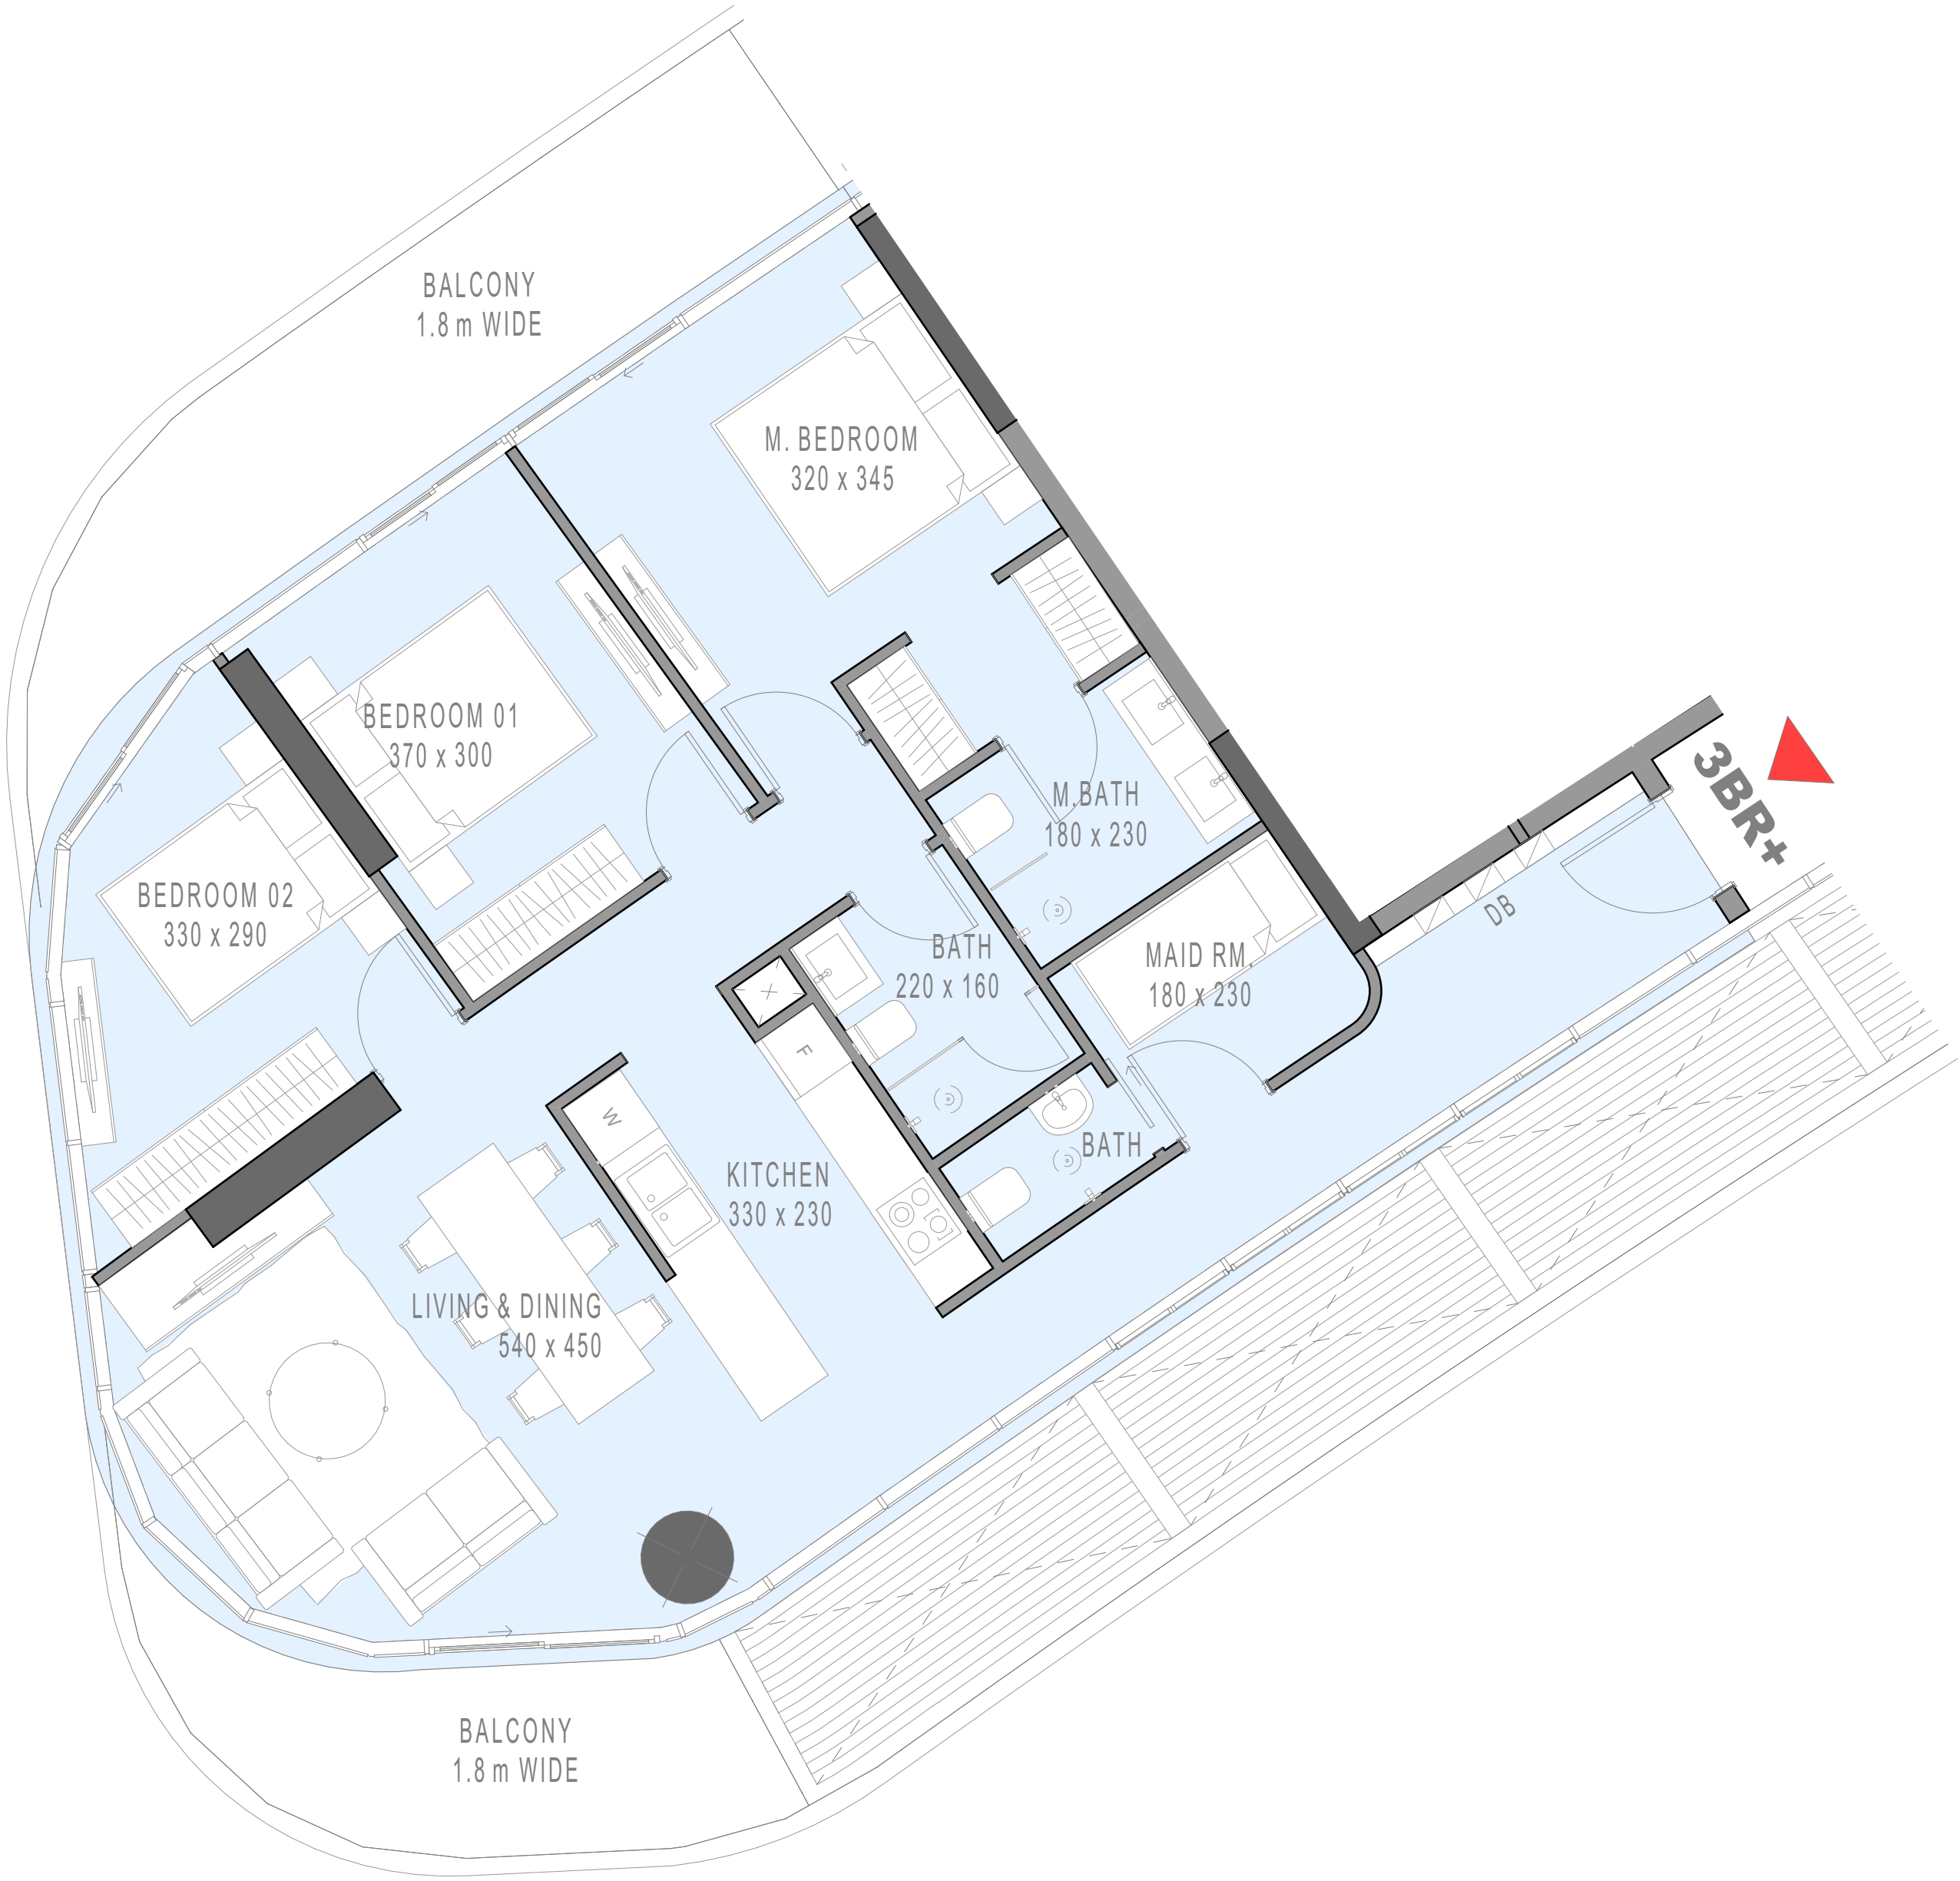 BALCONY
1.8 m WIDE
M. BEDROOM
320 x 345
BEDROOM 01
370 x 300
BEDROOM 02
330 x 290
M.BATH
180 x 230
3BR+
DB
BATH
220 x 160
MAID RM.
180 x 230
F
W
BATH
KITCHEN
330 x 230
LIVING & DINING
540 x 450
BALCONY
1.8 m WIDE